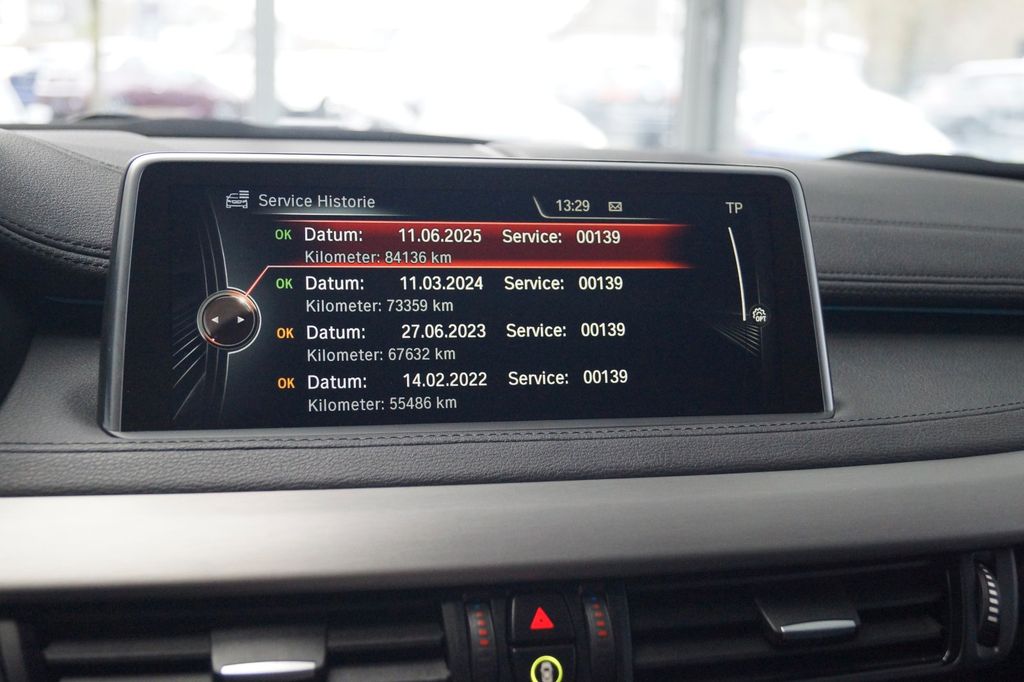 Service Historie 13:29 TP
OK Datum: 11.06.2025 Service: 00139
Kilometer: 84136 km
OK Datum: 11.03.2024 Service: 00139
Kilometer: 73359 km
OPT
OK Datum: 27.06.2023 Service: 00139
Kilometer: 67632 km
OK Datum: 14.02.2022 Service: 00139
Kilometer: 55486 km